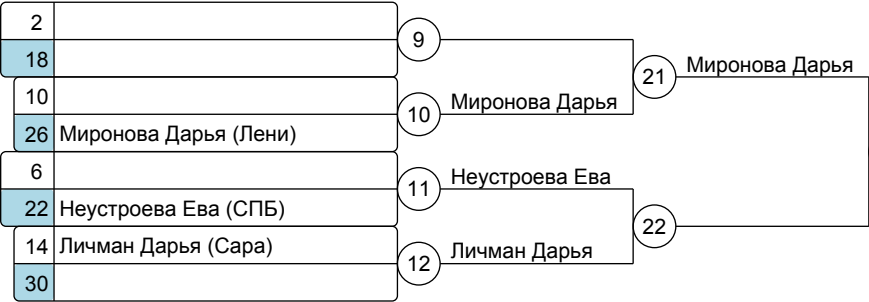 2
18
9
10
26 Миронова Дарья (Лени)
10 Миронова Дарья
21 Миронова Дарья
6
22 Неустроева Ева (СПБ)
11 Неустроева Ева
14 Личман Дарья (Сара)
30
12 Личман Дарья
22